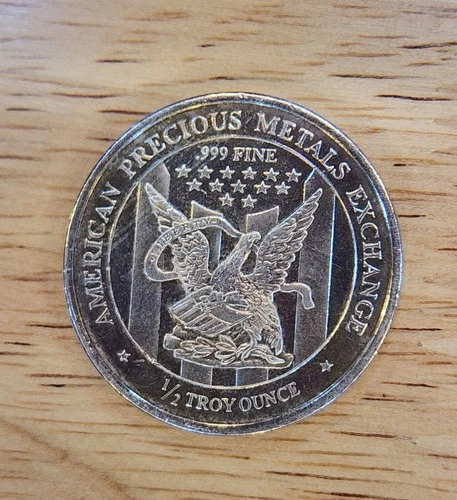 AMERICAN PRECIOUS METALS EXCHANGE
.999 FINE
1/2 TROY OUNCE